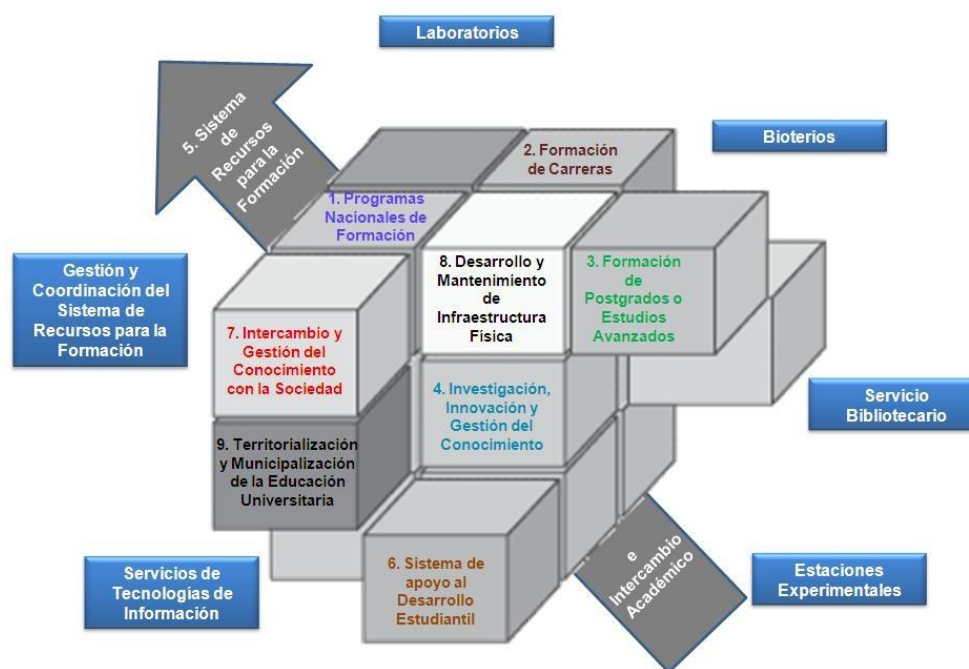 Laboratorios
5. Sistema
de
Recursos
para la
Formación
Bioterios
2. Formación
de Carreras
1. Programas
Nacionales de
Formación
8. Desarrollo y
Mantenimiento
de
Infraestructura
Física
3. Formación
de
Postgrados o
Estudios
Avanzados
Gestión y
Coordinación del
Sistema de
Recursos para la
Formación
7. Intercambio y
Gestión del
Conocimiento
con la Sociedad
4. Investigación,
Innovación y
Gestión del
Conocimiento
Servicio
Bibliotecario
9. Territorialización
y Municipalización
de la Educación
Universitaria
6. Sistema de
apoyo al
Desarrollo
Estudiantil
e
Intercambio
Académico
Servicios de
Tecnologías de
Información
Estaciones
Experimentales